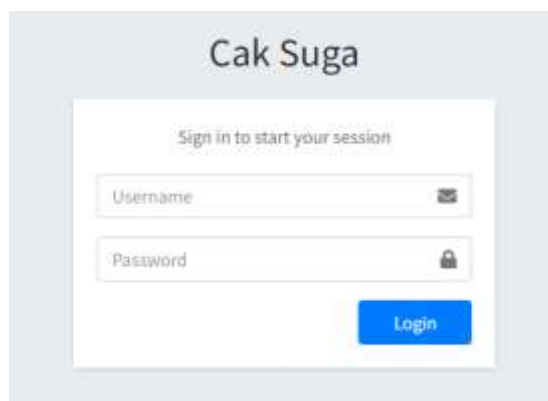 Cak Suga
Sign in to start your session
Username
Password
Login